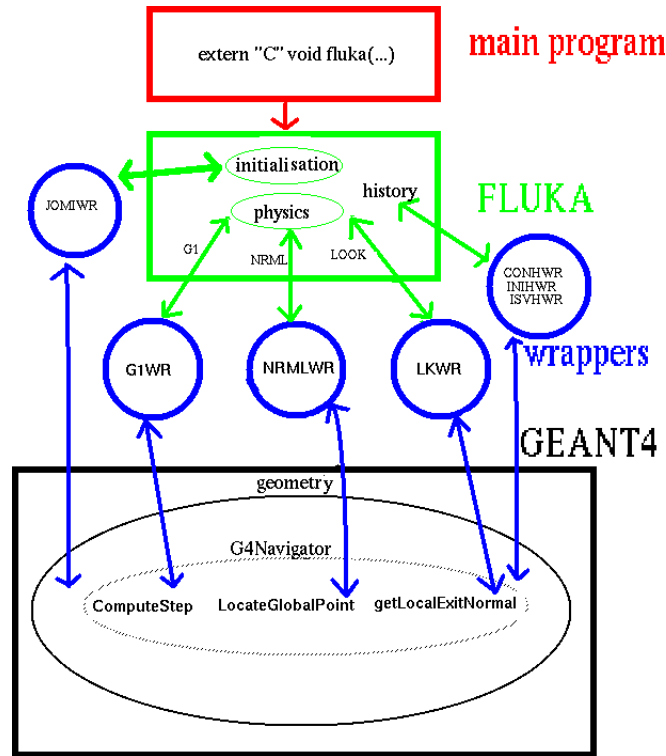 extern "C" void fluka(...)
main program
initialisation
JOMIWR
history
FLUKA
physics
G1
NRML
LOOK
CONHWR
INIHWR
ISVHWR
G1WR
NRMLWR
LKWR
wrappers
GEANT4
geometry
G4Navigator
ComputeStep
LocateGlobalPoint
getLocalExitNormal